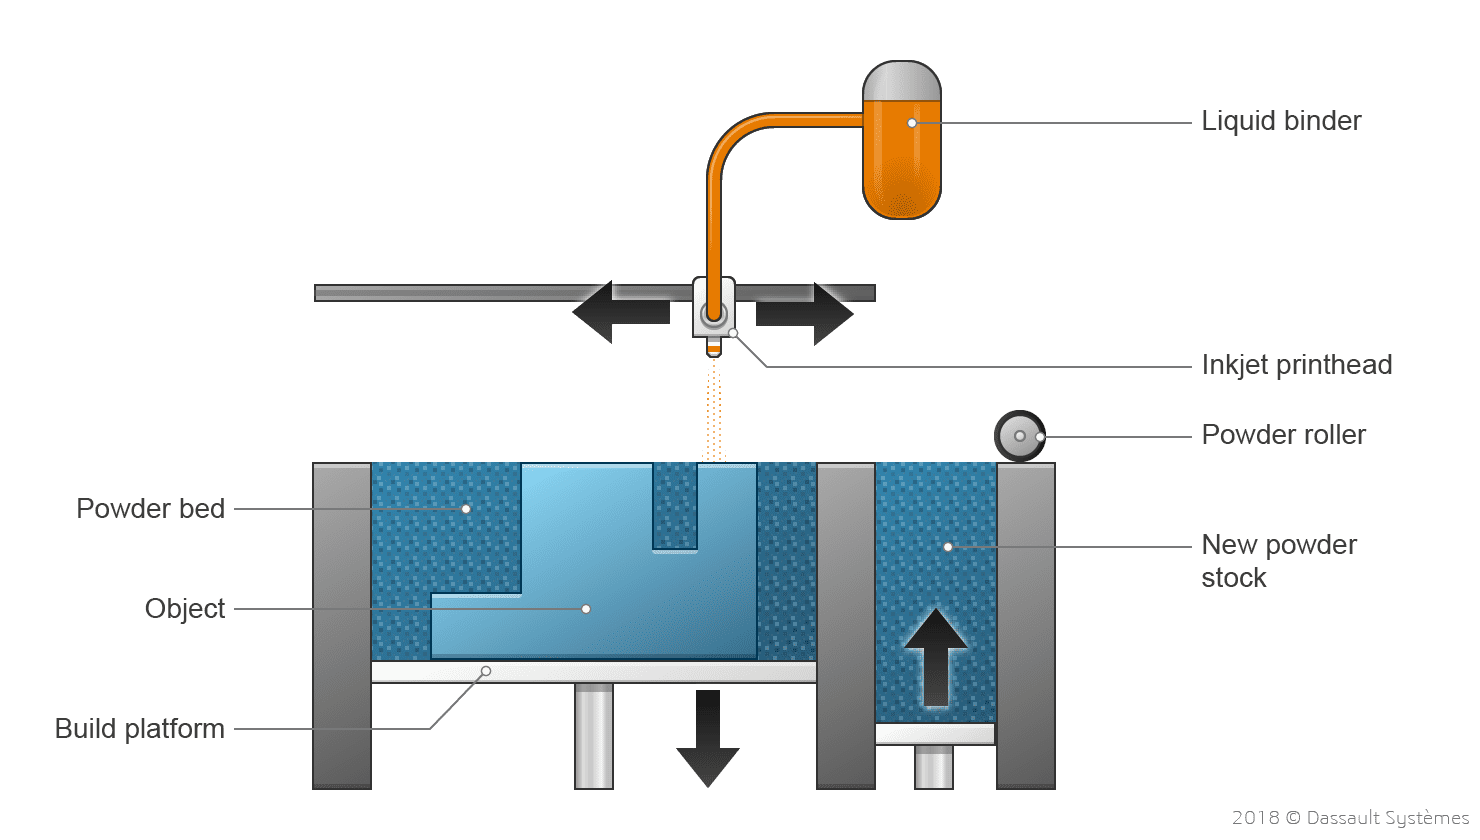 Liquid binder
Inkjet printhead
Powder roller
Powder bed
New powder
stock
Object
Build platform
2018 © Dassault Systèmes